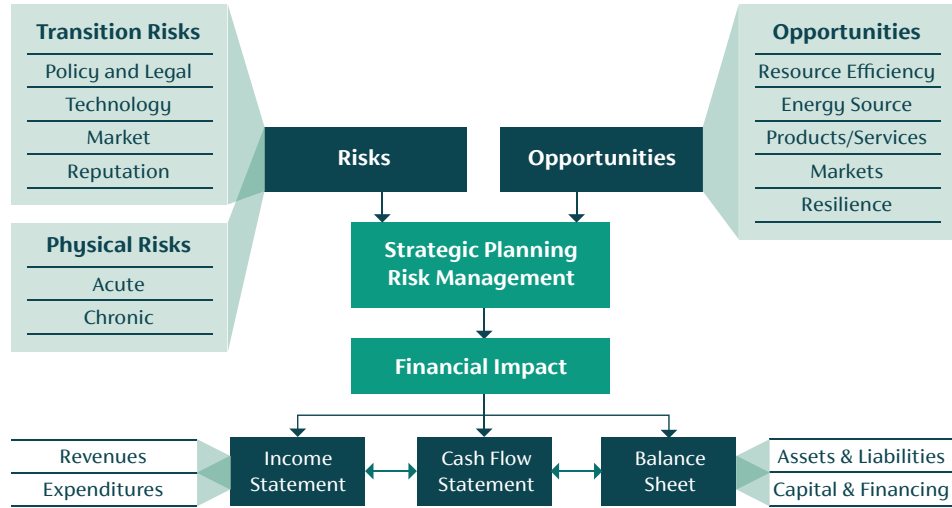 Transition Risks
Policy and Legal
Technology
Market
Reputation
Physical Risks
Acute
Chronic
Risks
Opportunities
Opportunities
Resource Efficiency
Energy Source
Products/Services
Markets
Resilience
Strategic Planning
Risk Management
Financial Impact
Revenues
Expenditures
Income
Statement
Cash Flow
Statement
Balance
Sheet
Assets & Liabilities
Capital & Financing